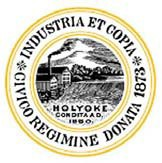 INDUSTRIA ET COPIA
HOLYOKE
CONDITA A.D.
1850.
* CIVICO REGIMINE DONATA 1873. *